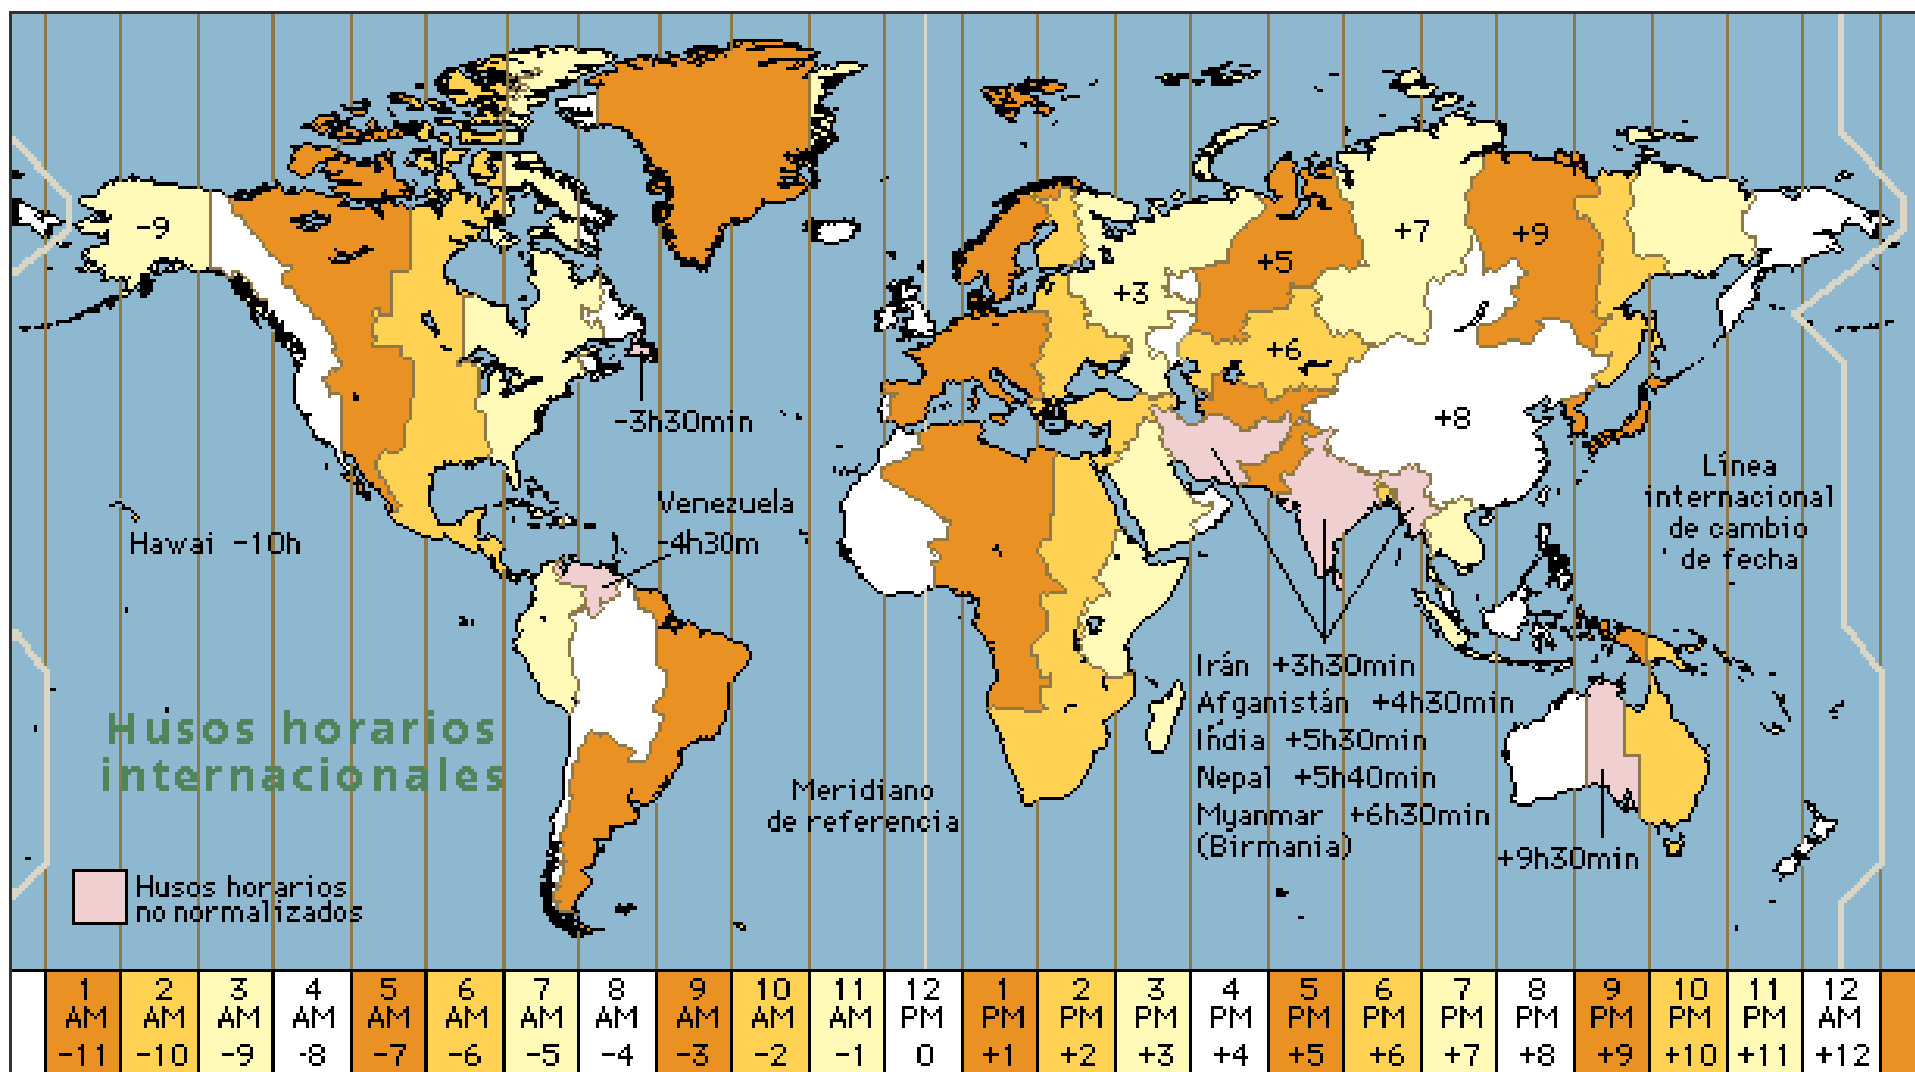 -9
+3
+5
+7
+9
+6
+8
-3h30min
Venezuela
-4h30m
Hawai -10h
Línea
internacional
de cambio
de fecha
Husos horarios
internacionales
Meridiano
de referencia
Irán +3h30min
Afganistán +4h30min
India +5h30min
Nepal +5h40min
Myanmar +6h30min
(Birmania)
+9h30min
Husos horarios
no normalizados
1 2 3 4 5 6 7 8 9 10 11 12 1 2 3 4 5 6 7 8 9 10 11 12
AM AM AM AM AM AM AM AM AM AM AM PM PM PM PM PM PM PM PM PM PM PM PM AM
-11 -10 -9 -8 -7 -6 -5 -4 -3 -2 -1 0 +1 +2 +3 +4 +5 +6 +7 +8 +9 +10 +11 +12